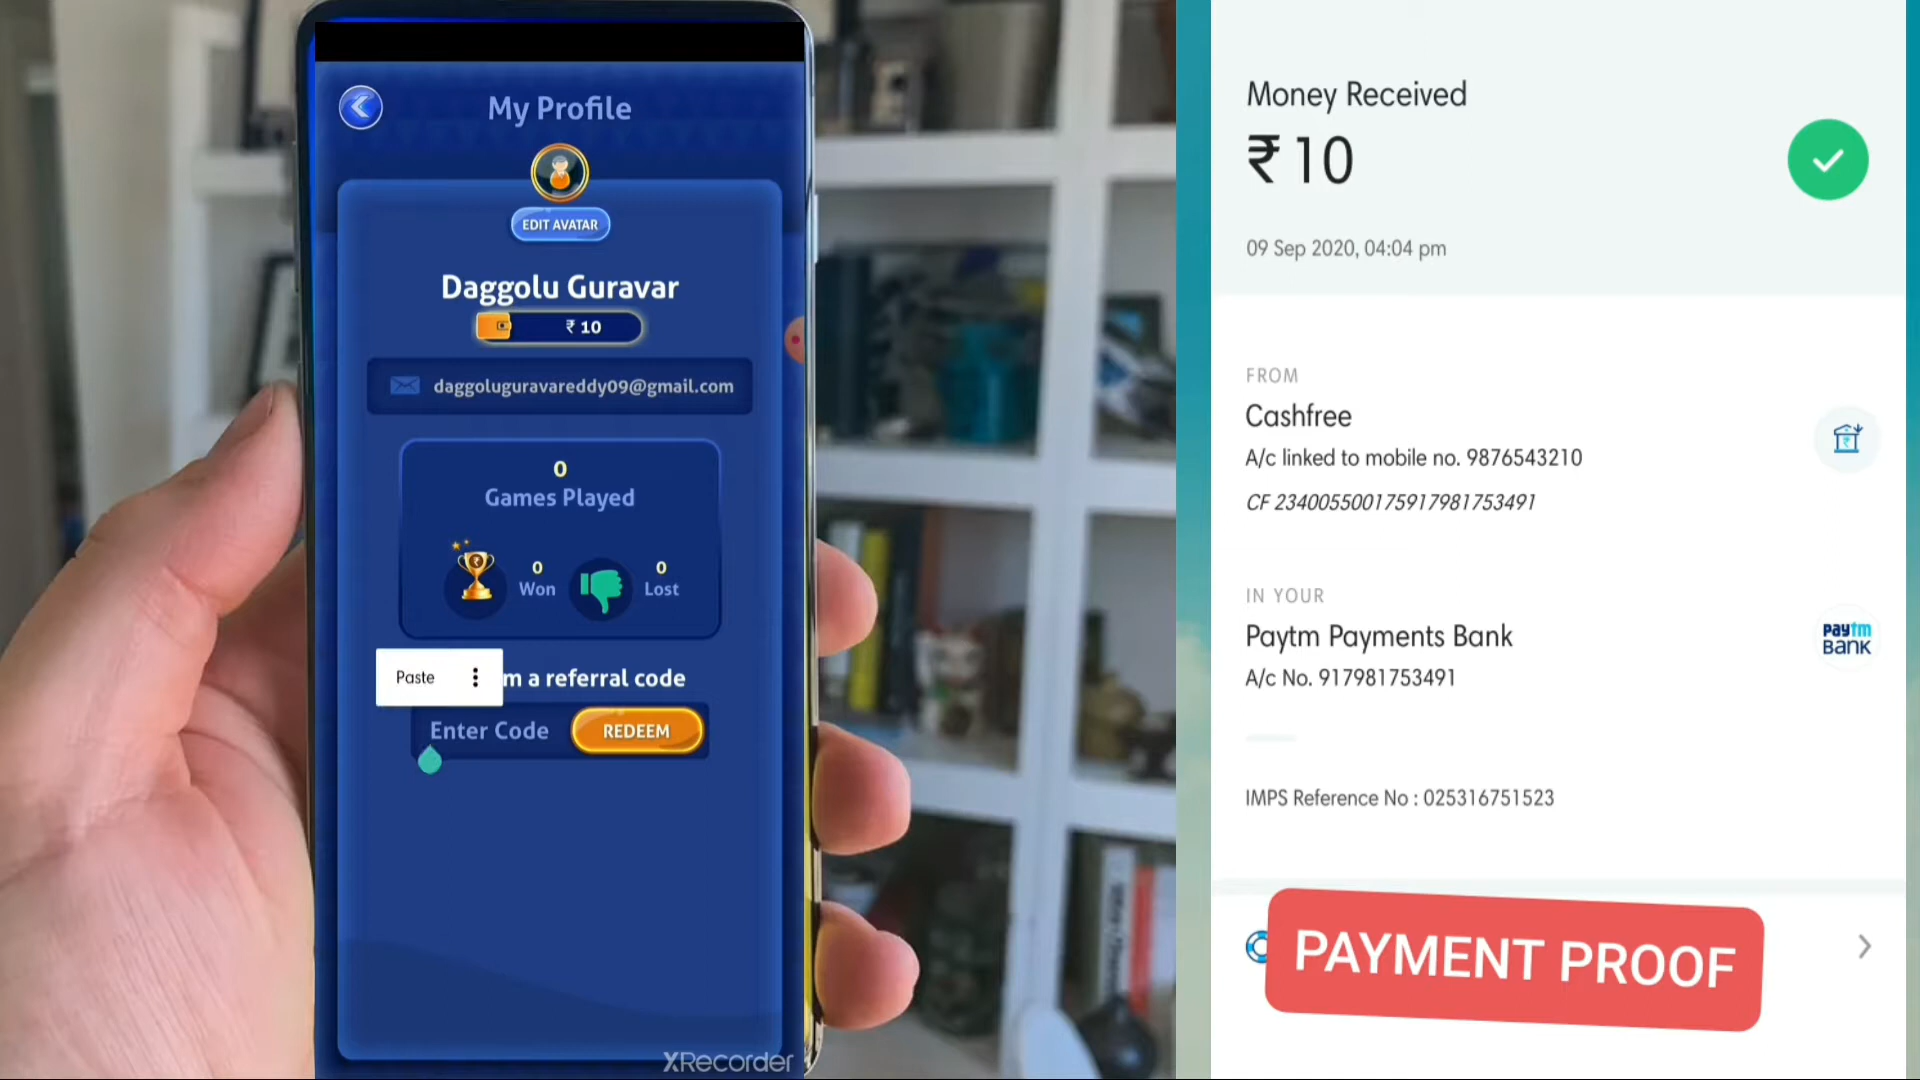 My Profile
EDIT AVATAR
Daggolu Guravar
₹ 10
daggoluguravareddy09@gmail.com
0
Games Played
0
Won
0
Lost
Paste
m a referral code
Enter Code
REDEEM
XRecorder
Money Received
₹ 10
09 Sep 2020, 04:04 pm
FROM
Cashfree
A/c linked to mobile no. 9876543210
CF 234005500175917981753491
IN YOUR
Paytm Payments Bank
paytm
BANK
A/c No. 917981753491
IMPS Reference No : 025316751523
PAYMENT PROOF